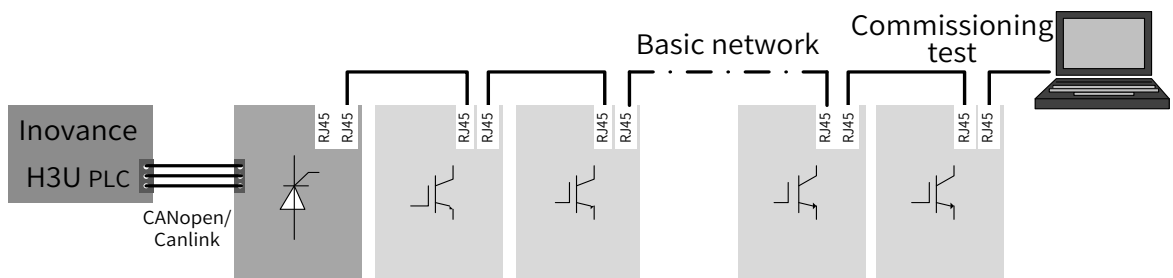 Commissioning
test
Basic network
Inovance
H3U PLC
CANopen/
Canlink
RJ45
RJ45
RJ45
RJ45
RJ45
RJ45
RJ45
RJ45
RJ45
RJ45